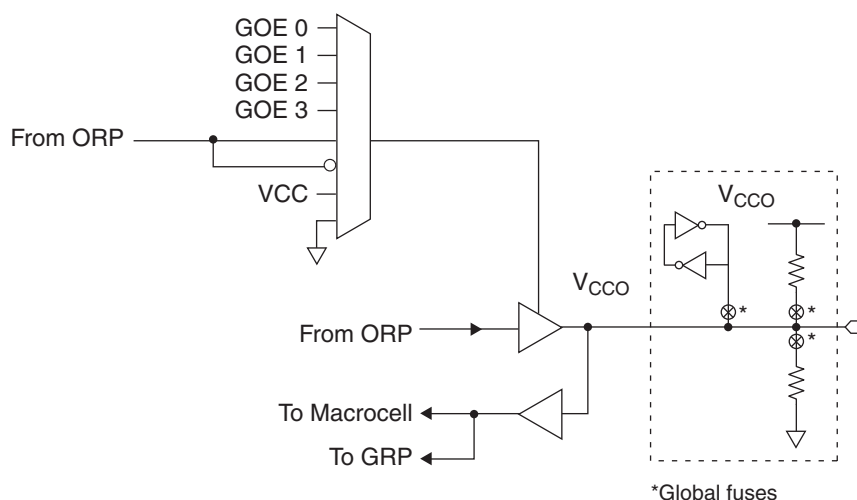 GOE 0
GOE 1
GOE 2
GOE 3
From ORP
VCC
VCCO
VCCO
*
*
*
From ORP
To Macrocell
To GRP
*Global fuses